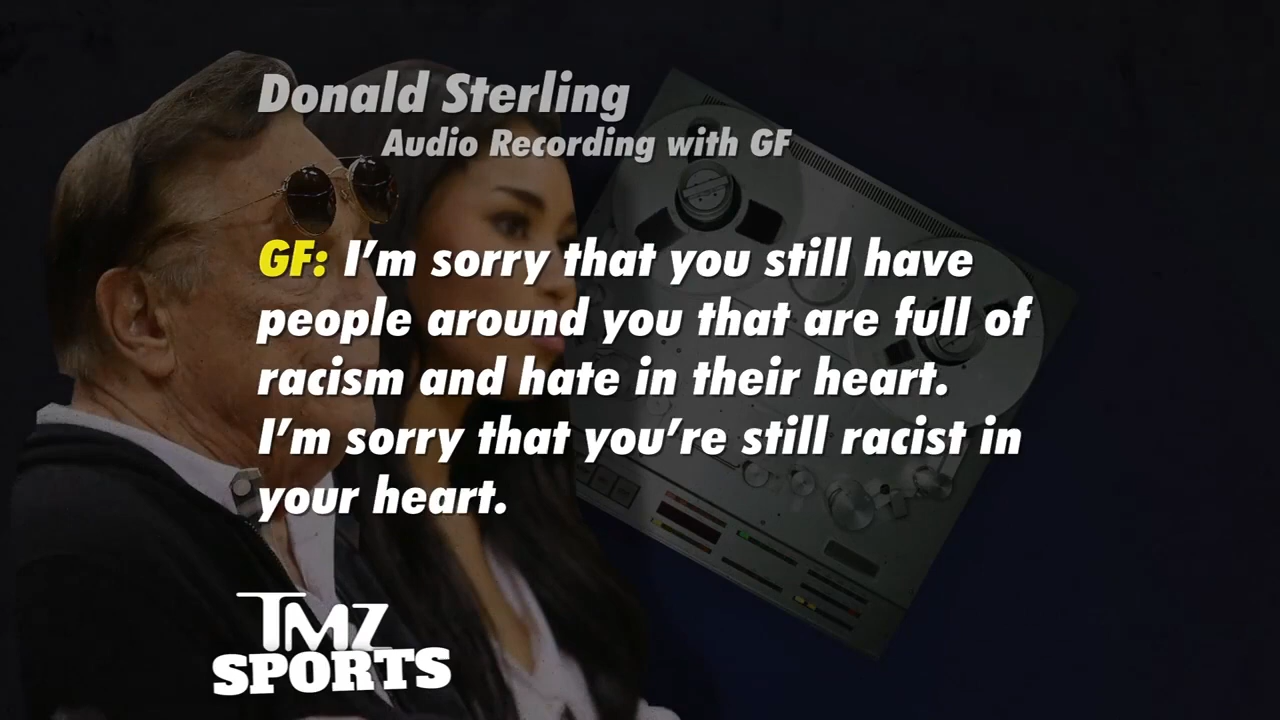 Donald Sterling
Audio Recording with GF
GF: I'm sorry that you still have
people around you that are full of
racism and hate in their heart.
I'm sorry that you're still racist in
your heart.
TMZ
SPORTS